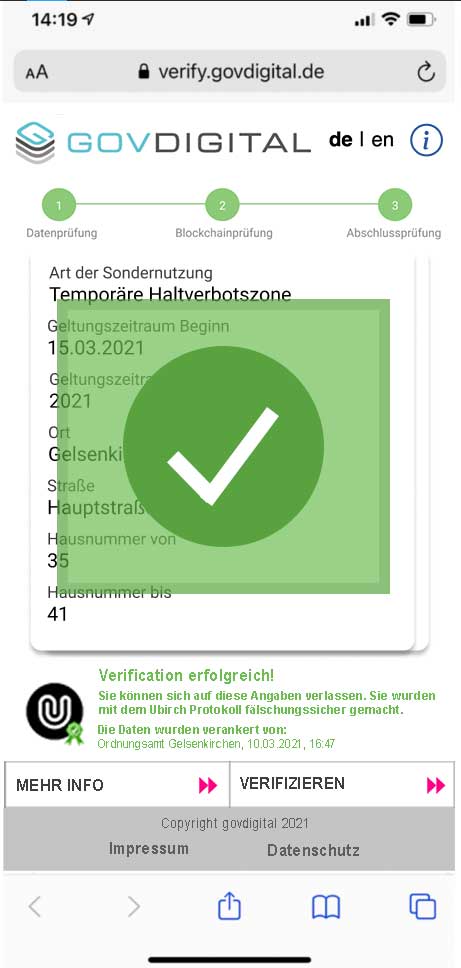 14:19
AA verify.govdigital.de
GOVDIGITAL de | en i
1 2 3
Datenprüfung Blockchainprüfung Abschlussprüfung
Art der Sondernutzung
Temporäre Haltverbotszone
Geltungszeitraum Beginn
15.03.2021
Geltungszeitra
2021
Ort
Gelsenki
Straße
Hauptstraß
Hausnummer von
35
Hausnummer bis
41
Verification erfolgreich!
Sie können sich auf diese Angaben verlassen. Sie wurden
mit dem Ubirch Protokoll fälschungssicher gemacht.
Die Daten wurden verankert von:
Ordnungsamt Gelsenkirchen, 10.03.2021, 16:47
MEHR INFO VERIFIZIEREN
Copyright govdigital 2021
Impressum Datenschutz